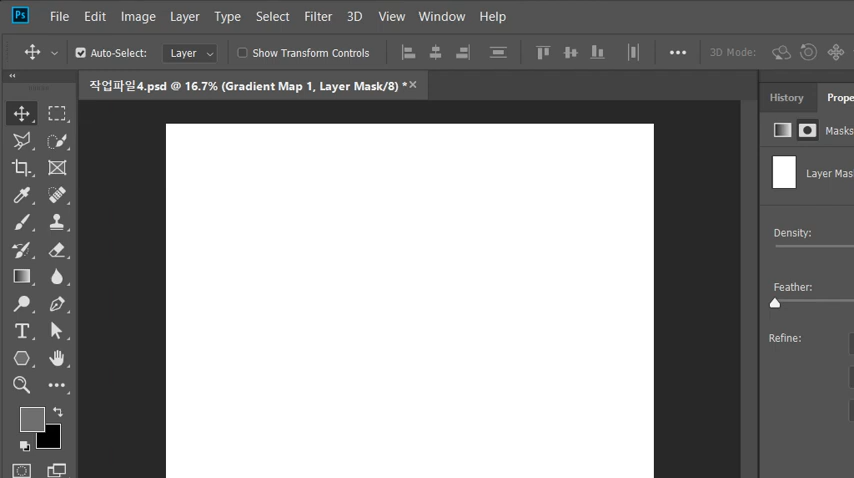 Ps File Edit Image Layer Type Select Filter 3D View Window Help
Auto-Select: Layer Show Transform Controls 3D Mode:
작업파일4.psd @ 16.7% (Gradient Map 1, Layer Mask/8) *
History Prope
Masks
Layer Mas
Density:
Feather:
Refine: